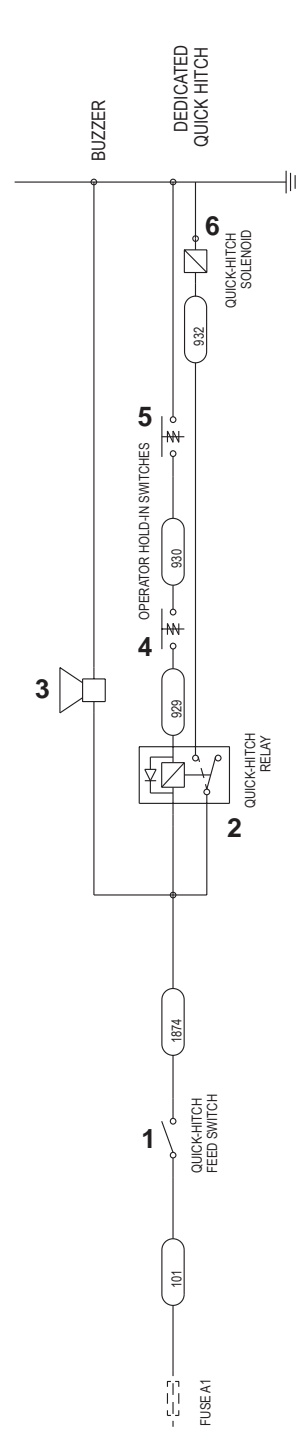 BUZZER
DEDICATED
QUICK HITCH
6
QUICK-HITCH
SOLENOID
932
5
OPERATOR HOLD-IN SWITCHES
930
4
3
929
QUICK-HITCH
RELAY
2
1874
1
QUICK-HITCH
FEED SWITCH
101
FUSE A1